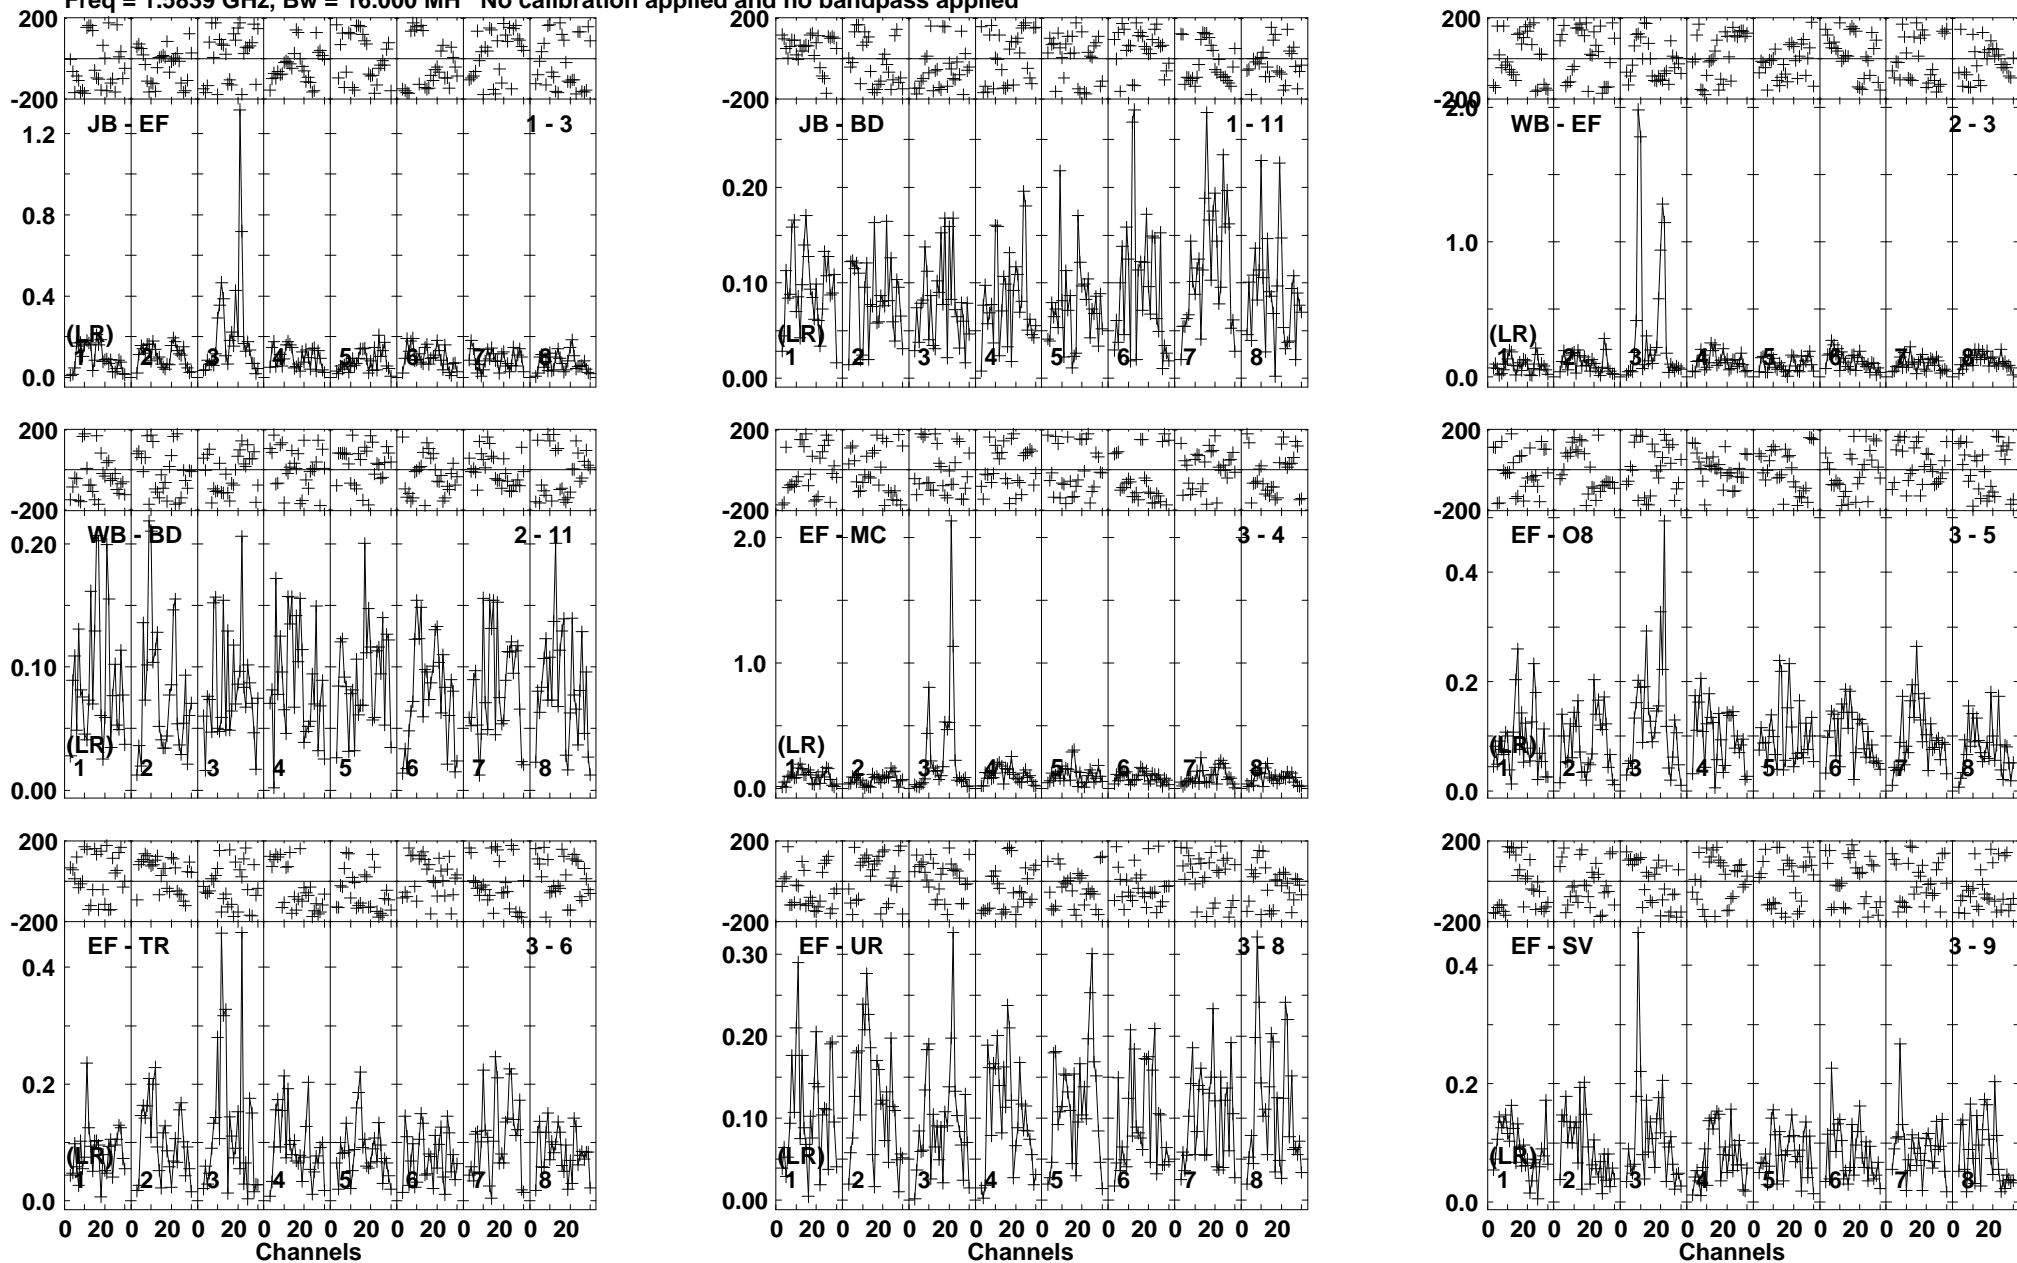 Freq = 1.5839 GHz, Bw = 16.000 MH No calibration applied and no bandpass applied
200 200 200
-200 -200 -200
JB - EF 1 - 3 JB - BD 1 - 11 WB - EF 2 - 3
1.2 0.20 2.0
0.8 0.10 1.0
0.4 0.00 0.0
0.0
(LR) (LR) (LR)
1 2 3 4 5 6 7 8 1 2 3 4 5 6 7 8 1 2 3 4 5 6 7 8
200 200 200
-200 -200 -200
WB - BD 2 - 11 EF - MC 3 - 4 EF - O8 3 - 5
0.20 2.0 0.4
0.10 1.0 0.2
0.00 0.0 0.0
(LR) (LR) (LR)
1 2 3 4 5 6 7 8 1 2 3 4 5 6 7 8 1 2 3 4 5 6 7 8
200 200 200
-200 -200 -200
EF - TR 3 - 6 EF - UR 3 - 8 EF - SV 3 - 9
0.4 0.30 0.4
0.2 0.20 0.2
0.0 0.10 0.0
0.00
(LR) (LR) (LR)
1 2 3 4 5 6 7 8 1 2 3 4 5 6 7 8 1 2 3 4 5 6 7 8
0 20 0 20 0 20 0 20 0 20 0 20 0 20 0 20 0 20 0 20 0 20 0 20 0 20 0 20 0 20 0 20 0 20 0 20 0 20 0 20 0 20 0 20 0 20 0 20
Channels Channels Channels